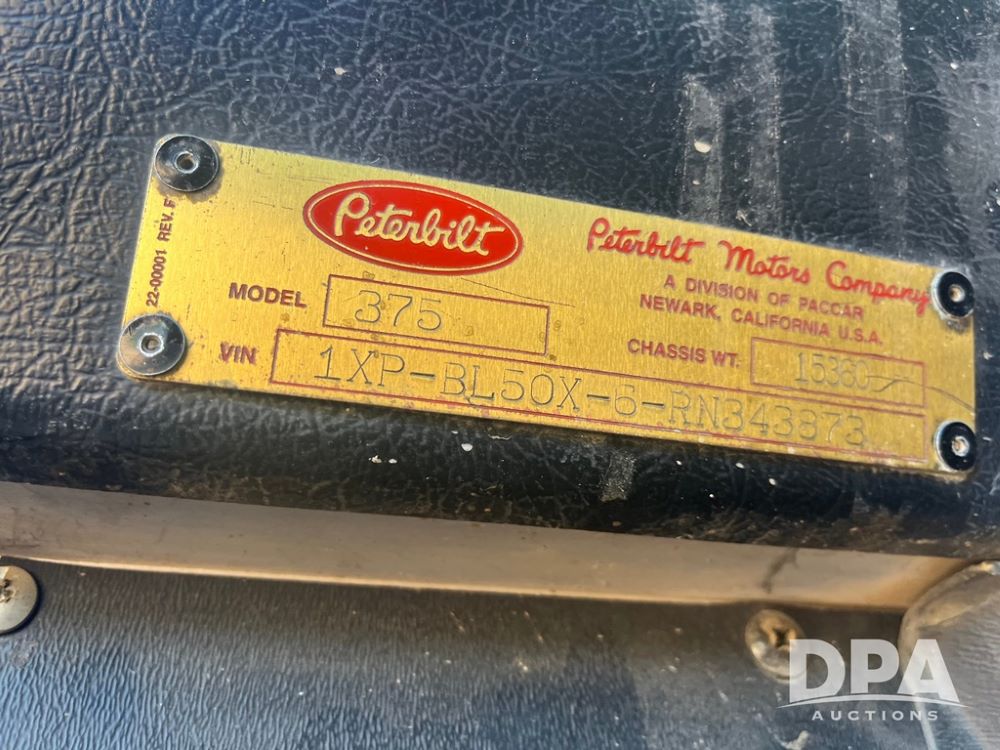 22-00001 REV. F
Peterbilt
Peterbilt Motors Company
A DIVISION OF PACCAR
NEWARK, CALIFORNIA U.S.A.
MODEL 375
CHASSIS WT. 15360
VIN 1XP-BL50X-6-RN343873
DPA
AUCTIONS